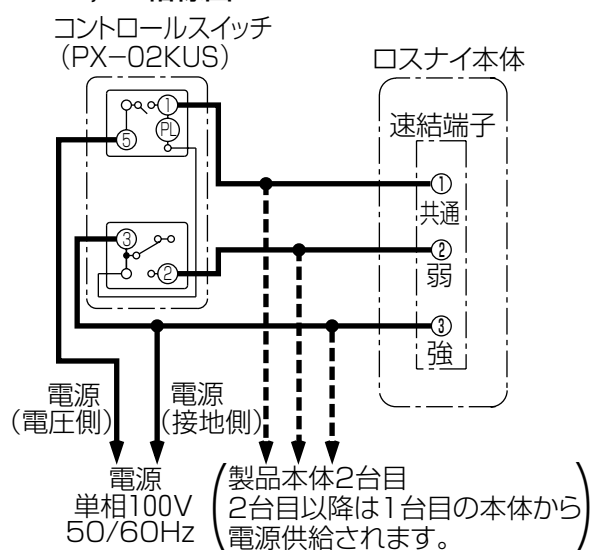 コントロールスイッチ
(PX-02KUS)
ロスナイ本体
速結端子
①
PL
⑤
①
共通
③
②
②
弱
③
強
電源
(電圧側)
電源
(接地側)
電源
単相100V
50/60Hz
製品本体2台目
2台目以降は1台目の本体から
電源供給されます。